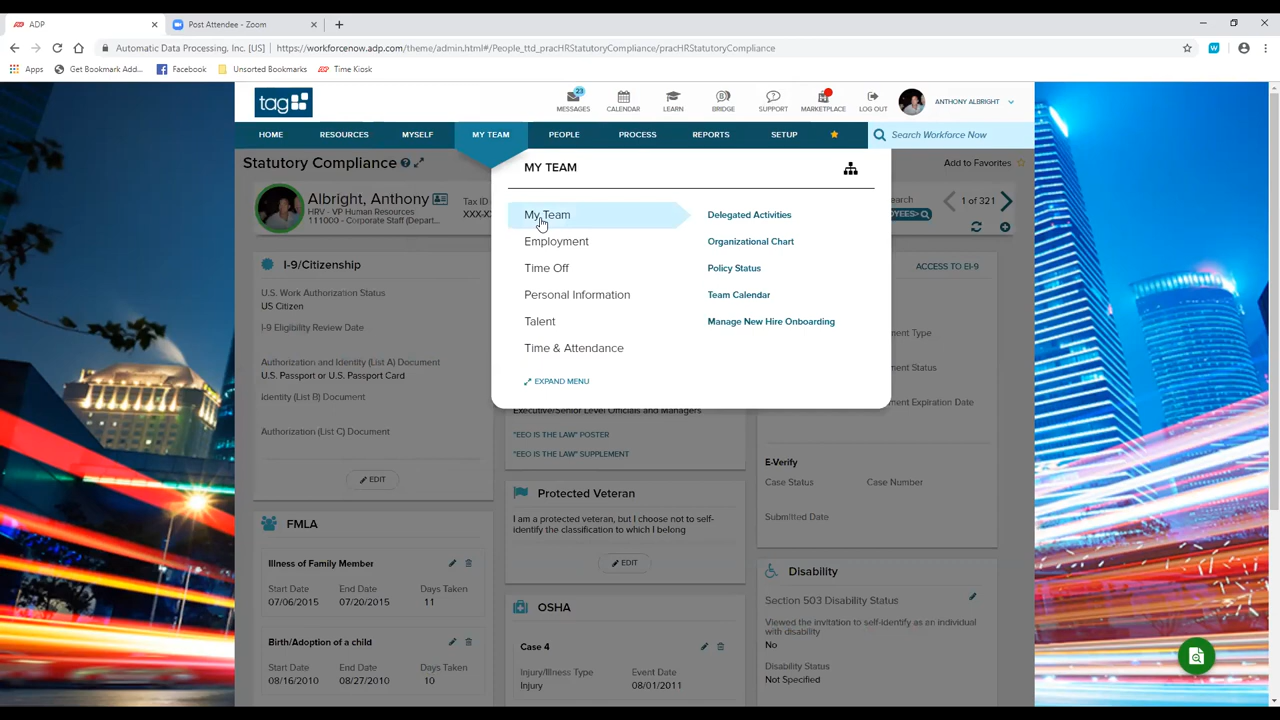 ADP
Post Attendee - Zoom
Automatic Data Processing, Inc. [US]
https://workforcenow.adp.com/theme/admin.html#/People_ttd_pracHRStatutoryCompliance/pracHRStatutoryCompliance
Apps
Get Bookmark Add...
Facebook
Unsorted Bookmarks
Time Kiosk
tag
23
MESSAGES
CALENDAR
LEARN
BRIDGE
SUPPORT
MARKETPLACE
LOG OUT
ANTHONY ALBRIGHT
HOME
RESOURCES
MYSELF
MY TEAM
PEOPLE
PROCESS
REPORTS
SETUP
Search Workforce Now
Statutory Compliance
Add to Favorites
MY TEAM
My Team
Employment
Time Off
Personal Information
Talent
Time & Attendance
EXPAND MENU
Delegated Activities
Organizational Chart
Policy Status
Team Calendar
Manage New Hire Onboarding
Albright, Anthony
HRV - VP Human Resources
111000 - Corporate Staff (Depart...
Tax ID
XXX-X
1 of 321
I-9/Citizenship
U.S. Work Authorization Status
US Citizen
I-9 Eligibility Review Date
Authorization and Identity (List A) Document
U.S. Passport or U.S. Passport Card
Identity (List B) Document
Authorization (List C) Document
EDIT
FMLA
Illness of Family Member
Start Date
End Date
Days Taken
07/06/2015
07/20/2015
11
Birth/Adoption of a child
Start Date
End Date
Days Taken
08/16/2010
08/27/2010
10
Executive/Senior Level Officials and Managers
"EEO IS THE LAW" POSTER
"EEO IS THE LAW" SUPPLEMENT
Protected Veteran
I am a protected veteran, but I choose not to self-
identify the classification to which I belong
EDIT
OSHA
Case 4
Injury/Illness Type
Event Date
Injury
08/01/2011
ACCESS TO EI-9
E-Verify
Case Status
Case Number
Submitted Date
Disability
Section 503 Disability Status
Viewed the invitation to self-identify as an individual
with disability
No
Disability Status
Not Specified